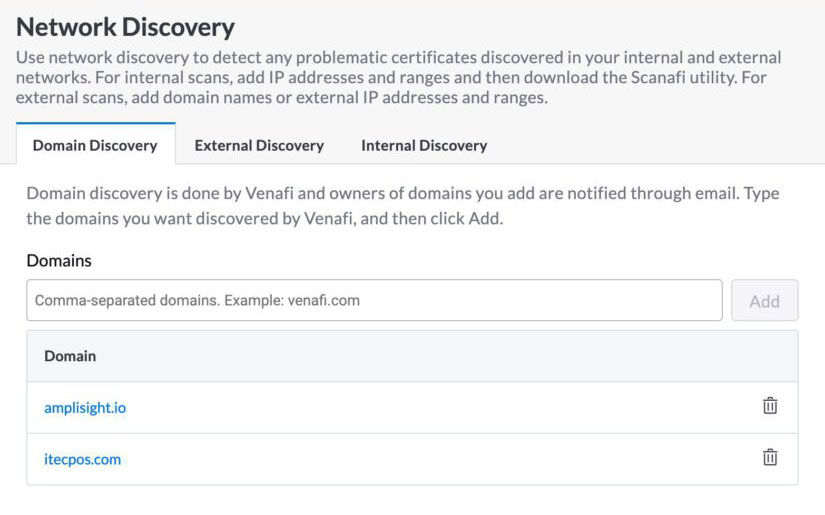 Network Discovery
Use network discovery to detect any problematic certificates discovered in your internal and external
networks. For internal scans, add IP addresses and ranges and then download the Scanafi utility. For
external scans, add domain names or external IP addresses and ranges.
Domain Discovery External Discovery Internal Discovery
Domain discovery is done by Venafi and owners of domains you add are notified through email. Type
the domains you want discovered by Venafi, and then click Add.
Domains
Comma-separated domains. Example: venafi.com Add
Domain
amplisight.io
itecpos.com